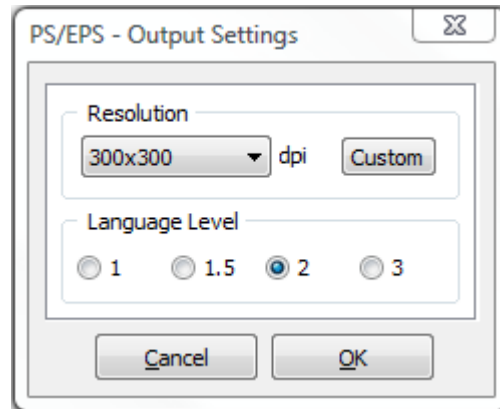 PS/EPS - Output Settings
Resolution
300x300 dpi Custom
Language Level
1 1.5 2 3
Cancel OK